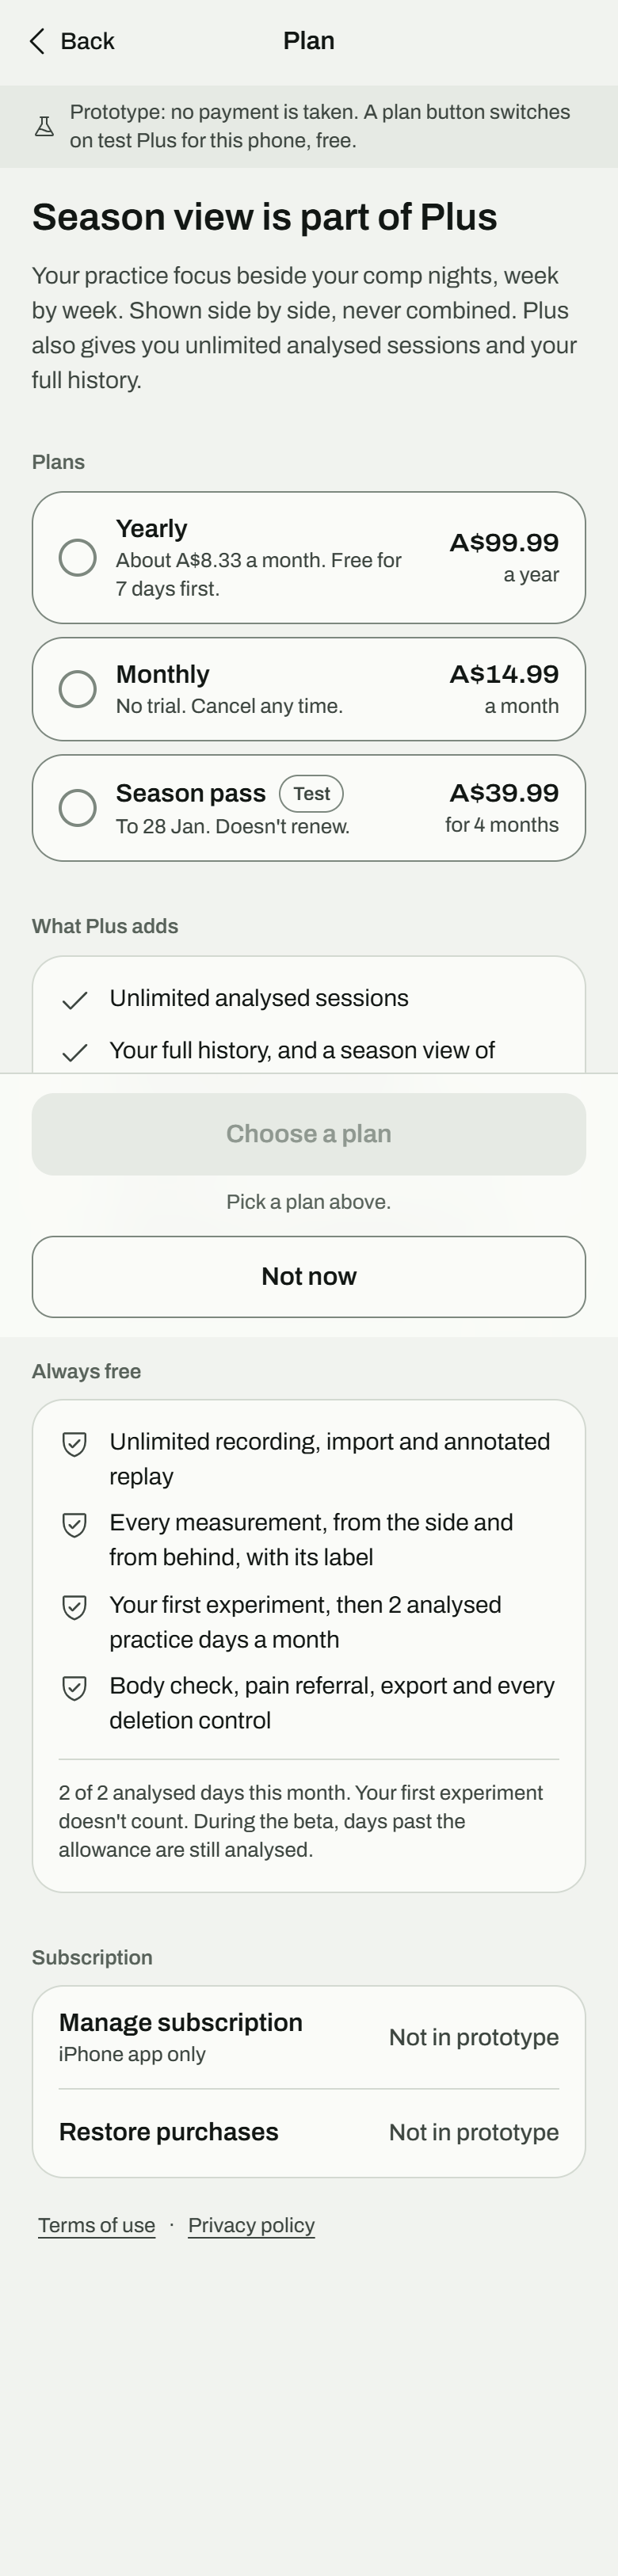 Back
Plan
Prototype: no payment is taken. A plan button switches
on test Plus for this phone, free.
Season view is part of Plus
Your practice focus beside your comp nights, week
by week. Shown side by side, never combined. Plus
also gives you unlimited analysed sessions and your
full history.
Plans
Yearly
About A$8.33 a month. Free for
7 days first.
A$99.99
a year
Monthly
No trial. Cancel any time.
A$14.99
a month
Season pass
Test
To 28 Jan. Doesn't renew.
A$39.99
for 4 months
What Plus adds
Unlimited analysed sessions
Your full history, and a season view of
Choose a plan
Pick a plan above.
Not now
Always free
Unlimited recording, import and annotated
replay
Every measurement, from the side and
from behind, with its label
Your first experiment, then 2 analysed
practice days a month
Body check, pain referral, export and every
deletion control
2 of 2 analysed days this month. Your first experiment
doesn't count. During the beta, days past the
allowance are still analysed.
Subscription
Manage subscription
iPhone app only
Not in prototype
Restore purchases
Not in prototype
Terms of use · Privacy policy